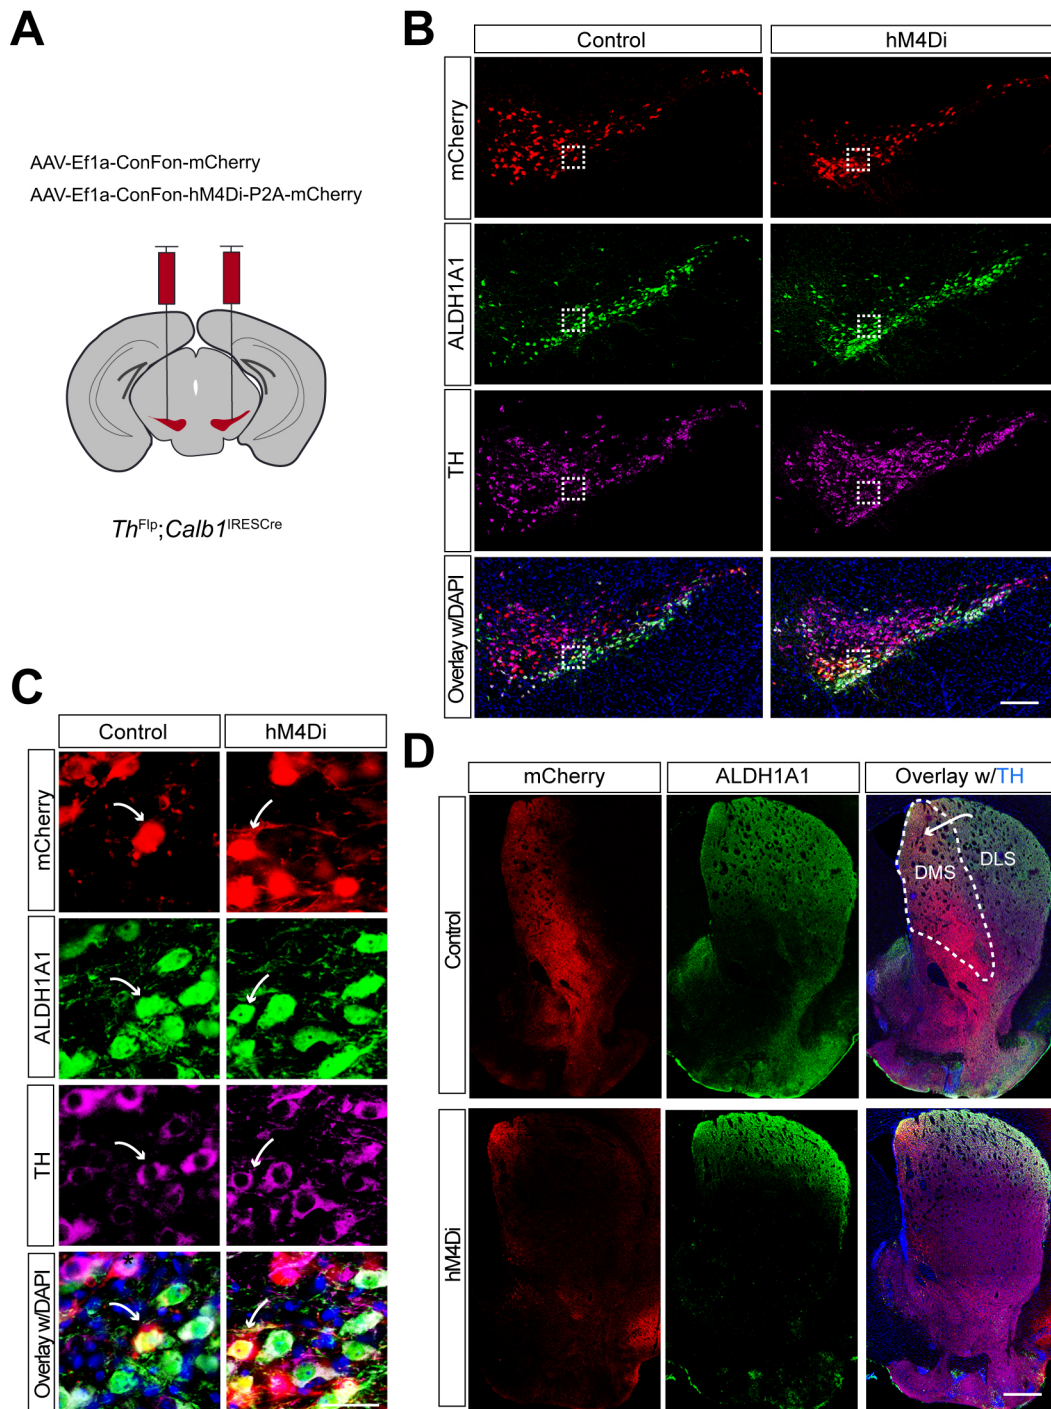 A
AAV-Ef1a-ConFon-mCherry
AAV-Ef1a-ConFon-hM4Di-P2A-mCherry
Th^Flp;Calb1^IRESCre
B
Control
hM4Di
mCherry
ALDH1A1
TH
Overlay w/DAPI
C
Control
hM4Di
mCherry
ALDH1A1
TH
Overlay w/DAPI
*
D
mCherry
ALDH1A1
Overlay w/TH
Control
DMS
DLS
hM4Di